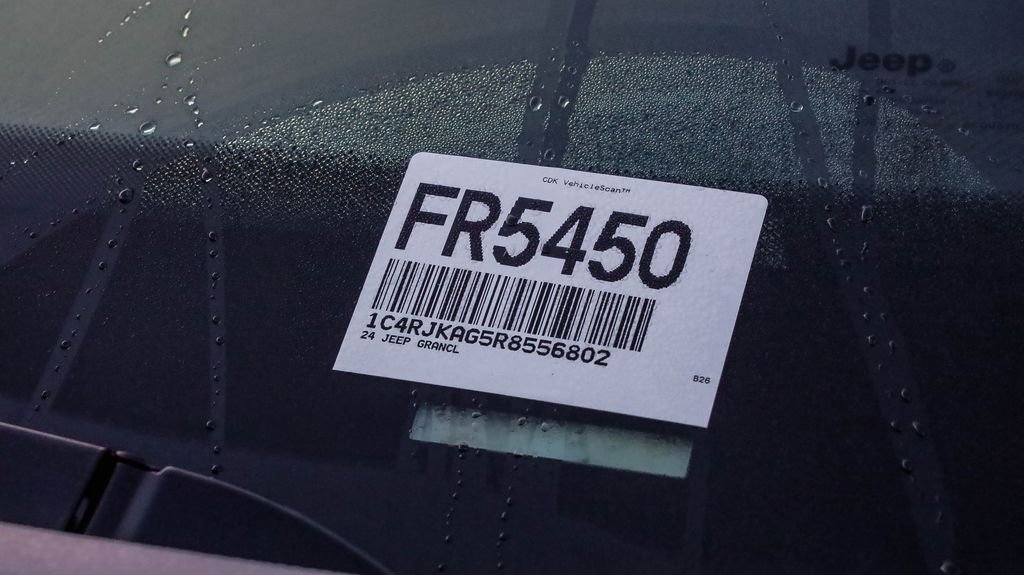 Jeep
CDK VehicleScan™
FR5450
1C4RJKAG5R8556802
24 JEEP GRANCL
B26